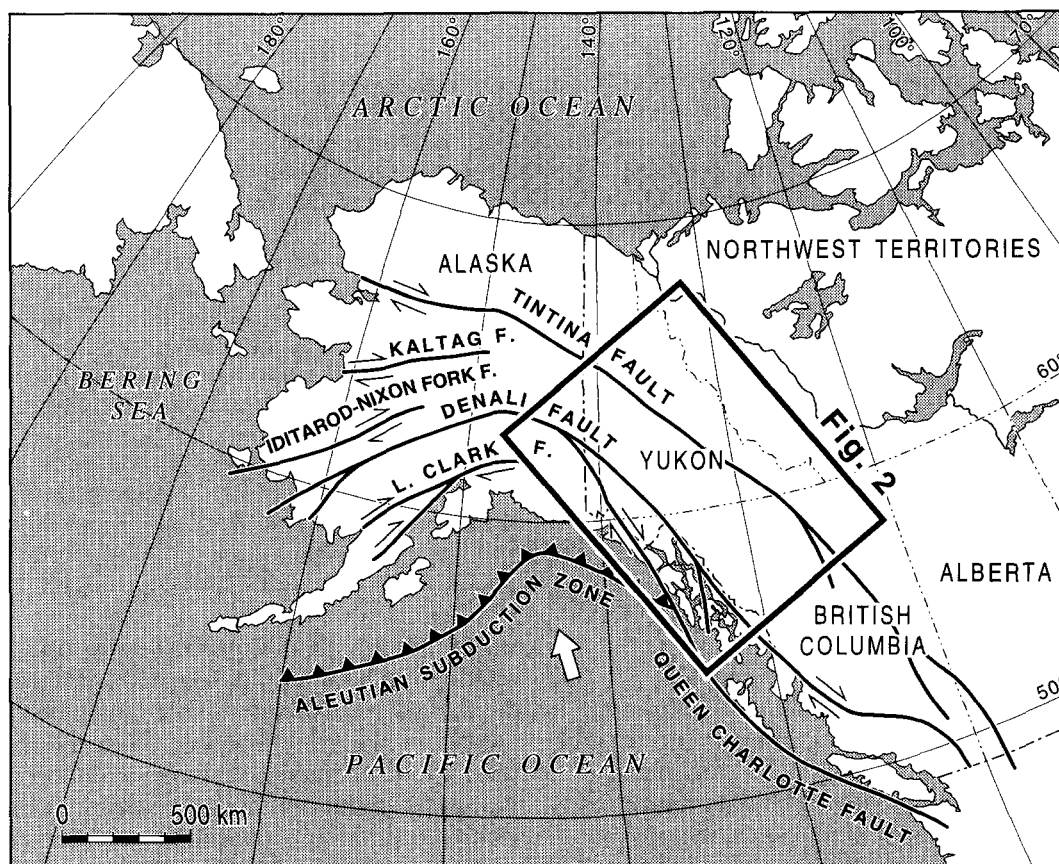 180°
160°
140°
120°
100°
ARCTIC OCEAN
NORTHWEST TERRITORIES
ALASKA
TINTINA FAULT
KALTAG F.
BERING
SEA
IDITAROD-NIXON FORK F.
DENALI FAULT
L. CLARK F.
YUKON
Fig. 2
60°
ALBERTA
BRITISH
COLUMBIA
ALEUTIAN SUBDUCTION ZONE
QUEEN CHARLOTTE FAULT
50°
PACIFIC OCEAN
0 500 km